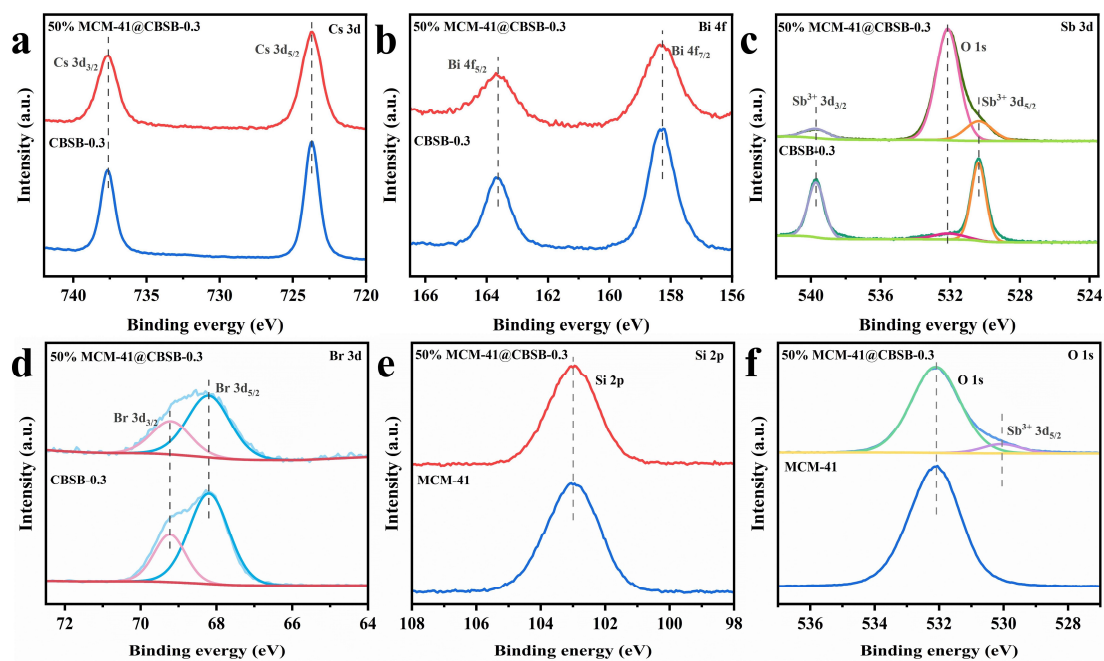 a
50% MCM-41@CBSB-0.3
Cs 3d
Cs 3d3/2
Cs 3d5/2
CBSB-0.3
Intensity (a.u.)
740 735 730 725 720
Binding evergy (eV)
b
50% MCM-41@CBSB-0.3
Bi 4f
Bi 4f5/2
Bi 4f7/2
CBSB-0.3
Intensity (a.u.)
166 164 162 160 158 156
Binding evergy (eV)
c
50% MCM-41@CBSB-0.3
Sb 3d
O 1s
Sb3+ 3d3/2
Sb3+ 3d5/2
CBSB-0.3
Intensity (a.u.)
540 536 532 528 524
Binding evergy (eV)
d
50% MCM-41@CBSB-0.3
Br 3d
Br 3d5/2
Br 3d3/2
CBSB-0.3
Intensity (a.u.)
72 70 68 66 64
Binding evergy (eV)
e
50% MCM-41@CBSB-0.3
Si 2p
Si 2p
MCM-41
Intensity (a.u.)
108 106 104 102 100 98
Binding energy (eV)
f
50% MCM-41@CBSB-0.3
O 1s
O 1s
Sb3+ 3d5/2
MCM-41
Intensity (a.u.)
536 534 532 530 528
Binding energy (eV)